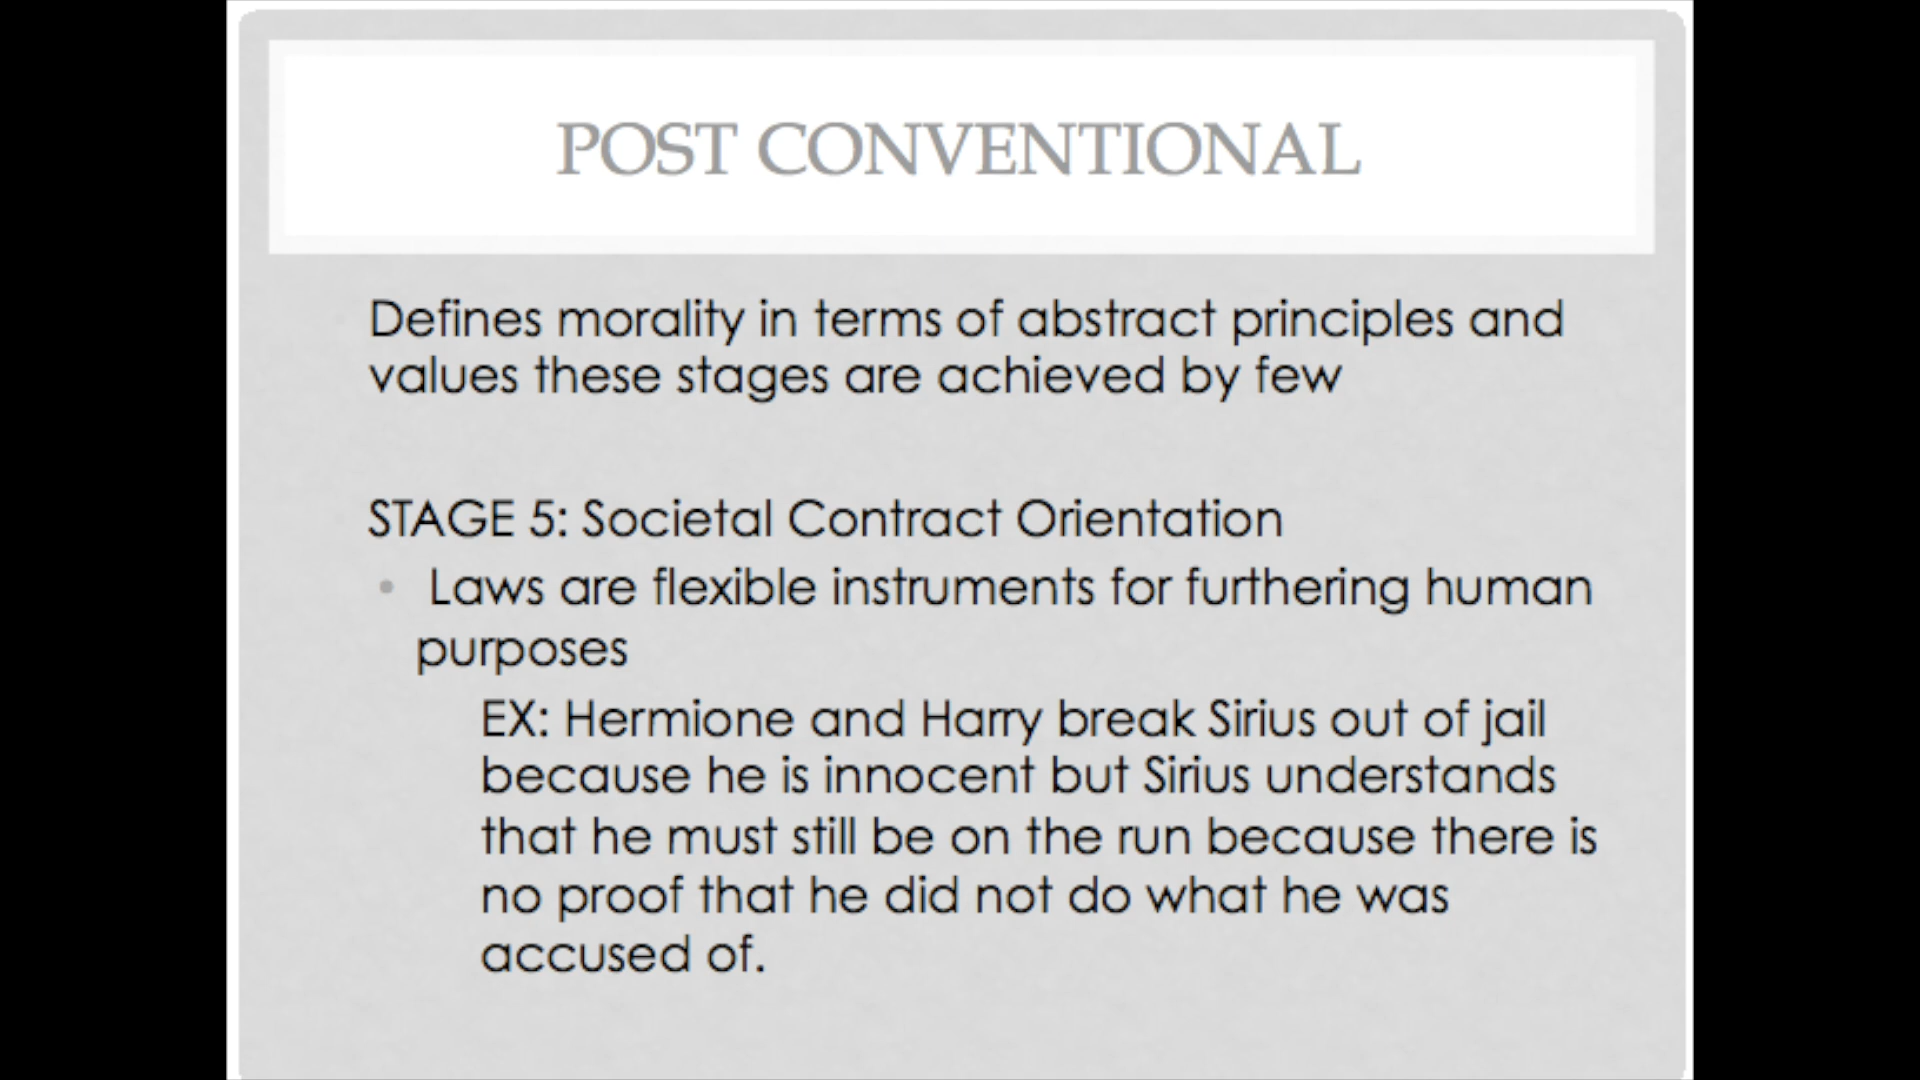 POST CONVENTIONAL
Defines morality in terms of abstract principles and
values these stages are achieved by few
STAGE 5: Societal Contract Orientation
• Laws are flexible instruments for furthering human
purposes
EX: Hermione and Harry break Sirius out of jail
because he is innocent but Sirius understands
that he must still be on the run because there is
no proof that he did not do what he was
accused of.